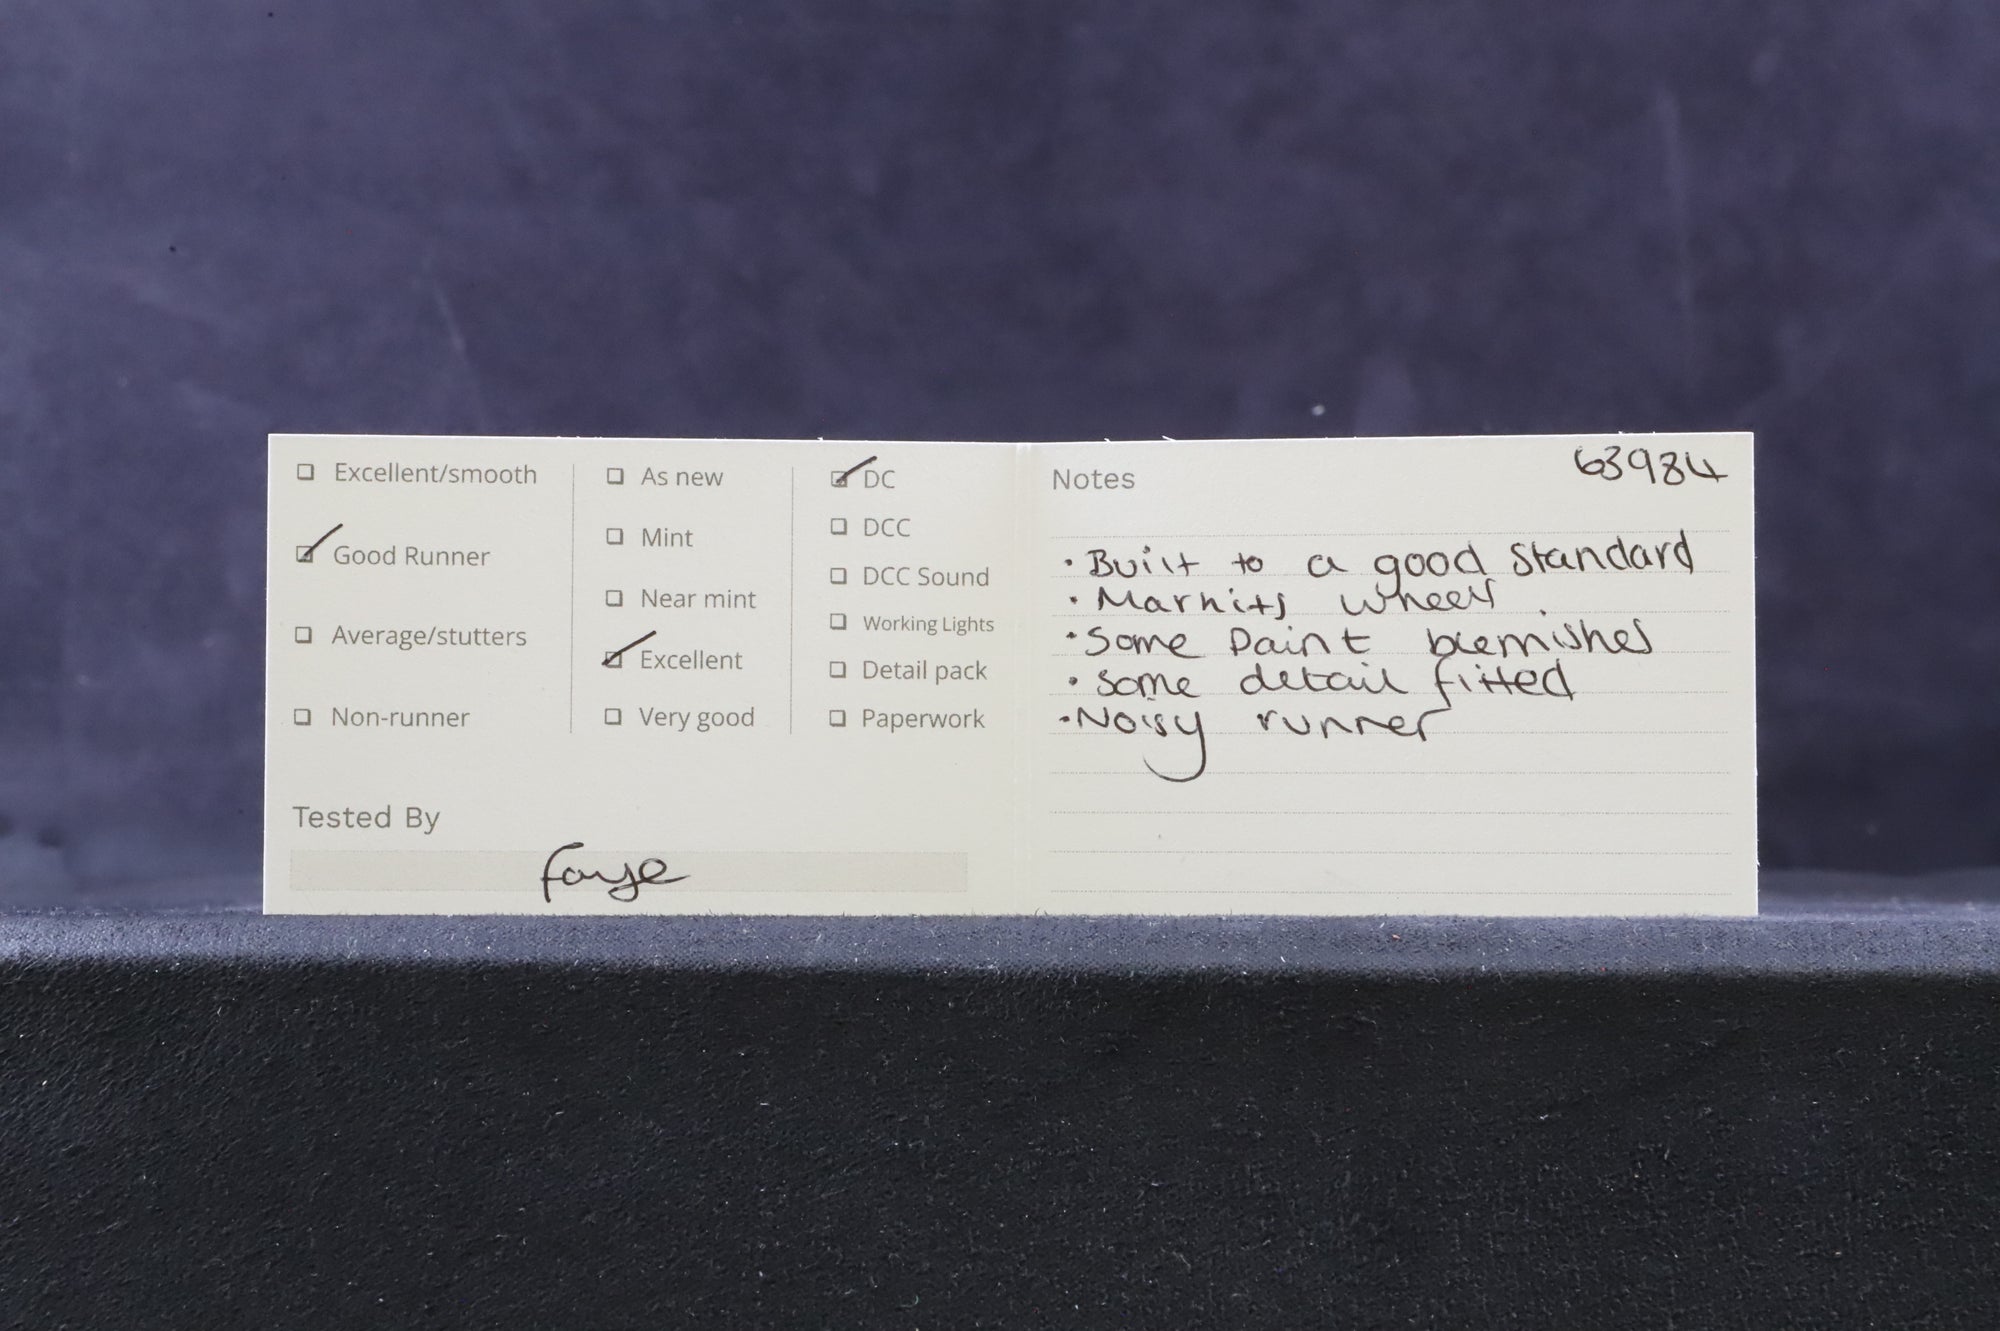 ☐ Excellent/smooth
☑ Good Runner
☐ Average/stutters
☐ Non-runner
☐ As new
☐ Mint
☐ Near mint
☑ Excellent
☐ Very good
☑ DC
☐ DCC
☐ DCC Sound
☐ Working Lights
☐ Detail pack
☐ Paperwork
Tested By
Faye
Notes
63984
• Built to a good standard
• Markits wheels
• Some paint blemishes
• some detail fitted
• Noisy runner